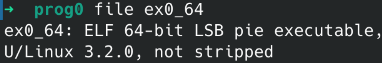 ➜ prog0 file ex0_64
ex0_64: ELF 64-bit LSB pie executable,
U/Linux 3.2.0, not stripped